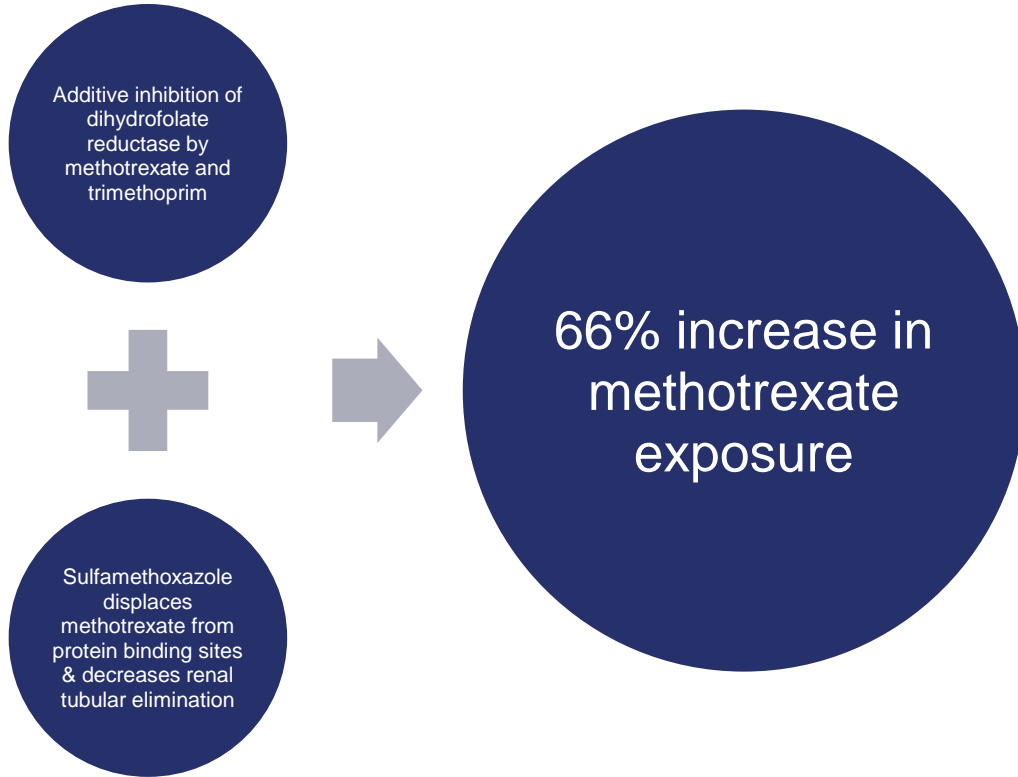 Additive inhibition of
dihydrofolate
reductase by
methotrexate and
trimethoprim
Sulfamethoxazole
displaces
methotrexate from
protein binding sites
& decreases renal
tubular elimination
66% increase in
methotrexate
exposure